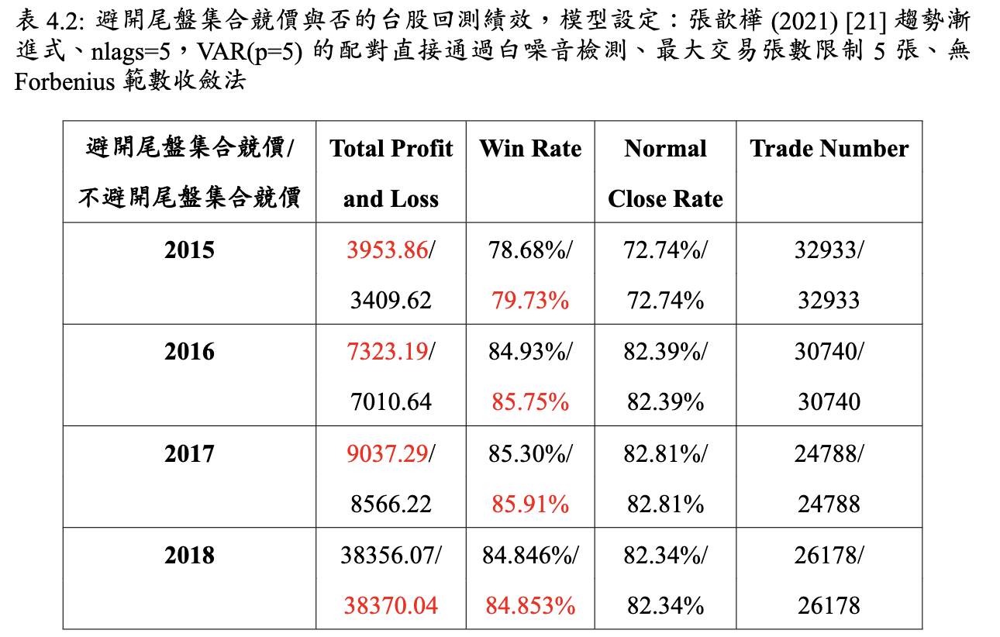 表 4.2: 避開尾盤集合競價與否的台股回測績效，模型設定：張歆樺 (2021) [21] 趨勢漸
進式、nlags=5，VAR(p=5) 的配對直接通過白噪音檢測、最大交易張數限制 5 張、無
Forbenius 範數收斂法
避開尾盤集合競價/ Total Profit Win Rate Normal Trade Number
不避開尾盤集合競價 and Loss Close Rate
2015 3953.86/ 78.68%/ 72.74%/ 32933/
3409.62 79.73% 72.74% 32933
2016 7323.19/ 84.93%/ 82.39%/ 30740/
7010.64 85.75% 82.39% 30740
2017 9037.29/ 85.30%/ 82.81%/ 24788/
8566.22 85.91% 82.81% 24788
2018 38356.07/ 84.846%/ 82.34%/ 26178/
38370.04 84.853% 82.34% 26178